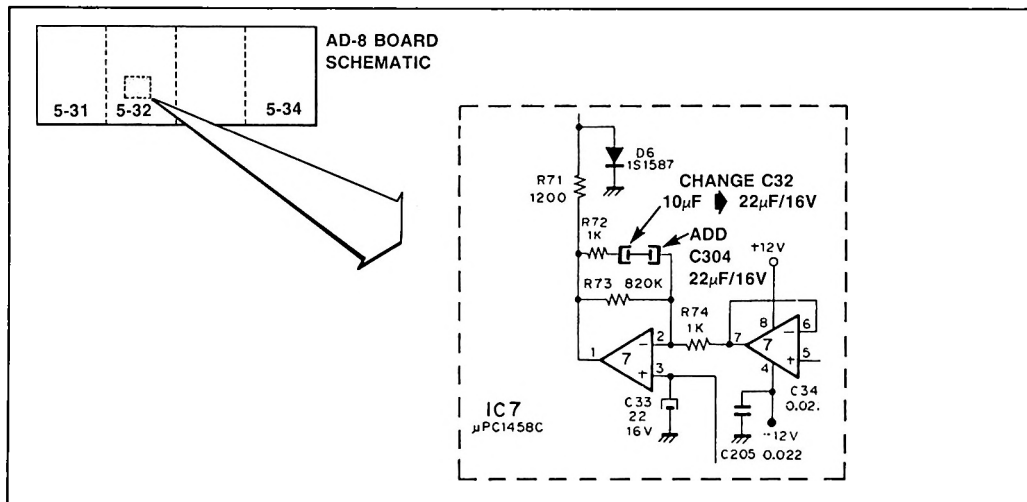 AD-8 BOARD
SCHEMATIC
5-31 5-32 5-34
D6
1S1587
R71
1200
CHANGE C32
10µF 22µF/16V
R72
1K
ADD
C304
22µF/16V
+12V
R73 820K
R74
1K
8
6
2
7
7
5
1
7
3
4
−
+
−
+
C33
22
16V
C34
0.02.
IC7
µPC1458C
-12V
C205 0.022